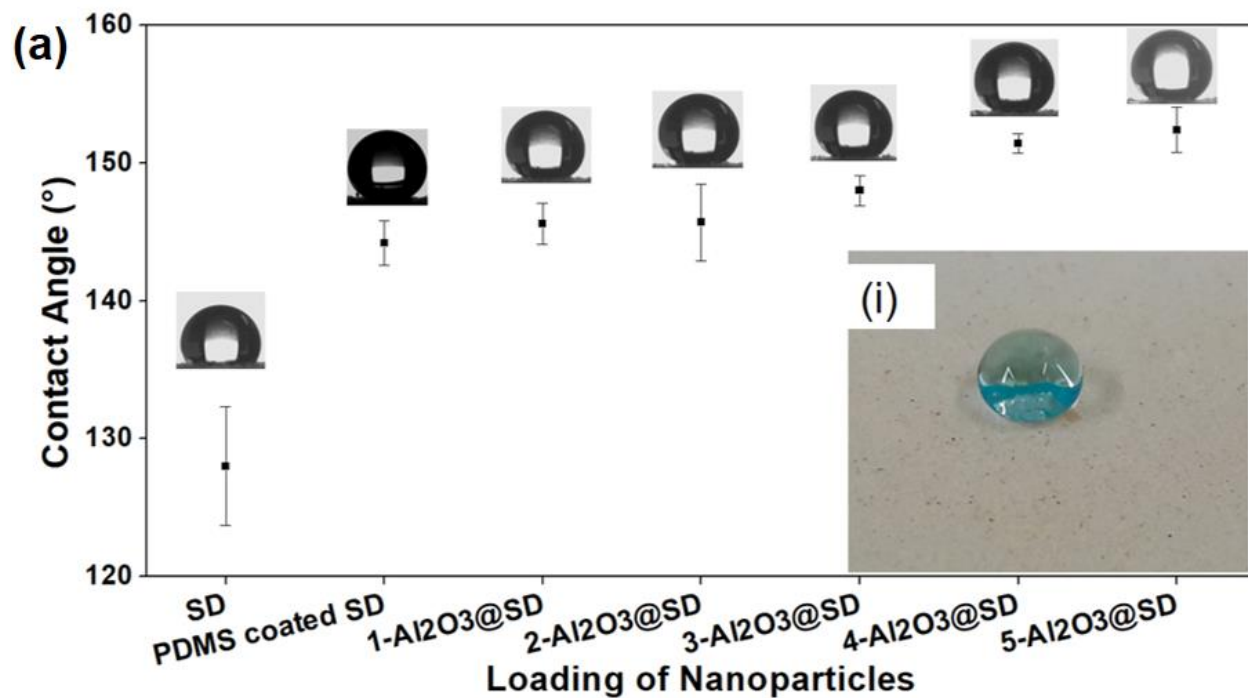 (a)
160
150
140
130
120
Contact Angle (°)
(i)
SD
PDMS coated SD
1-Al2O3@SD
2-Al2O3@SD
3-Al2O3@SD
4-Al2O3@SD
5-Al2O3@SD
Loading of Nanoparticles